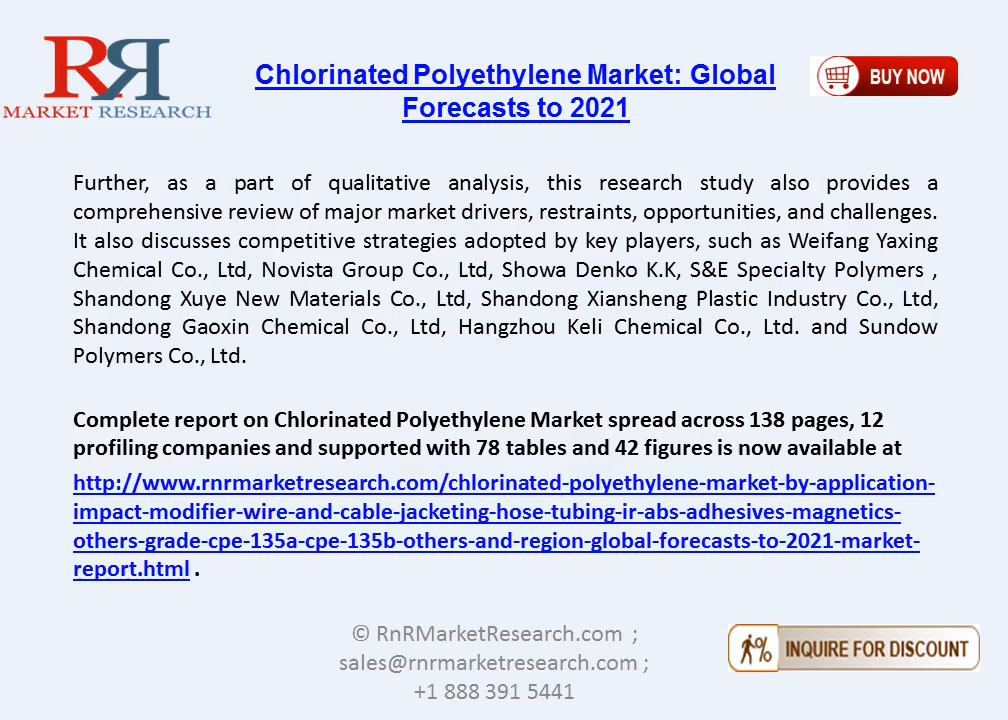 RR
MARKET RESEARCH
Chlorinated Polyethylene Market: Global
Forecasts to 2021
BUY NOW
Further, as a part of qualitative analysis, this research study also provides a
comprehensive review of major market drivers, restraints, opportunities, and challenges.
It also discusses competitive strategies adopted by key players, such as Weifang Yaxing
Chemical Co., Ltd, Novista Group Co., Ltd, Showa Denko K.K, S&E Specialty Polymers ,
Shandong Xuye New Materials Co., Ltd, Shandong Xiansheng Plastic Industry Co., Ltd,
Shandong Gaoxin Chemical Co., Ltd, Hangzhou Keli Chemical Co., Ltd. and Sundow
Polymers Co., Ltd.
Complete report on Chlorinated Polyethylene Market spread across 138 pages, 12
profiling companies and supported with 78 tables and 42 figures is now available at
http://www.rnrmarketresearch.com/chlorinated-polyethylene-market-by-application-
impact-modifier-wire-and-cable-jacketing-hose-tubing-ir-abs-adhesives-magnetics-
others-grade-cpe-135a-cpe-135b-others-and-region-global-forecasts-to-2021-market-
report.html .
© RnRMarketResearch.com ;
sales@rnrmarketresearch.com ;
+1 888 391 5441
%
INQUIRE FOR DISCOUNT